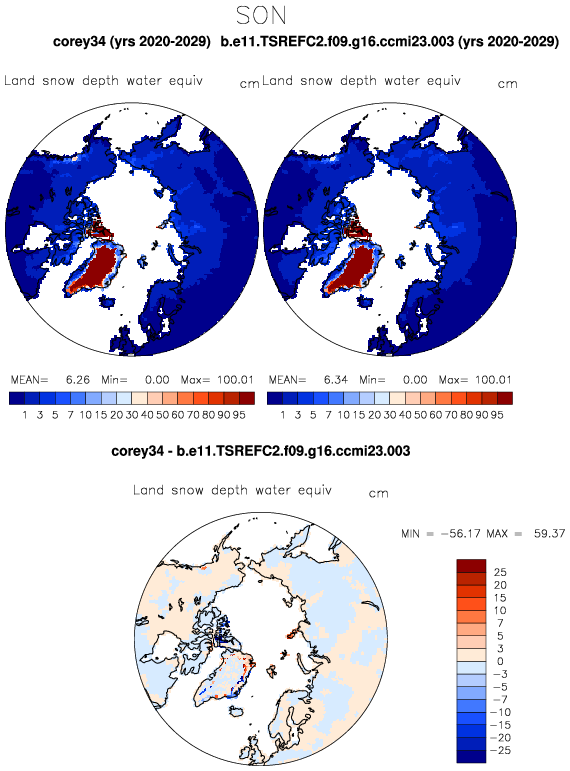 SON
corey34 (yrs 2020-2029) b.e11.TSREFC2.f09.g16.ccmi23.003 (yrs 2020-2029)
Land snow depth water equiv cm Land snow depth water equiv cm
MEAN= 6.26 Min= 0.00 Max= 100.01 MEAN= 6.34 Min= 0.00 Max= 100.01
1 3 5 7 10 15 20 30 40 50 60 70 80 90 95 1 3 5 7 10 15 20 30 40 50 60 70 80 90 95
corey34 - b.e11.TSREFC2.f09.g16.ccmi23.003
Land snow depth water equiv cm
MIN = -56.17 MAX = 59.37
25
20
15
10
7
5
3
0
-3
-5
-7
-10
-15
-20
-25